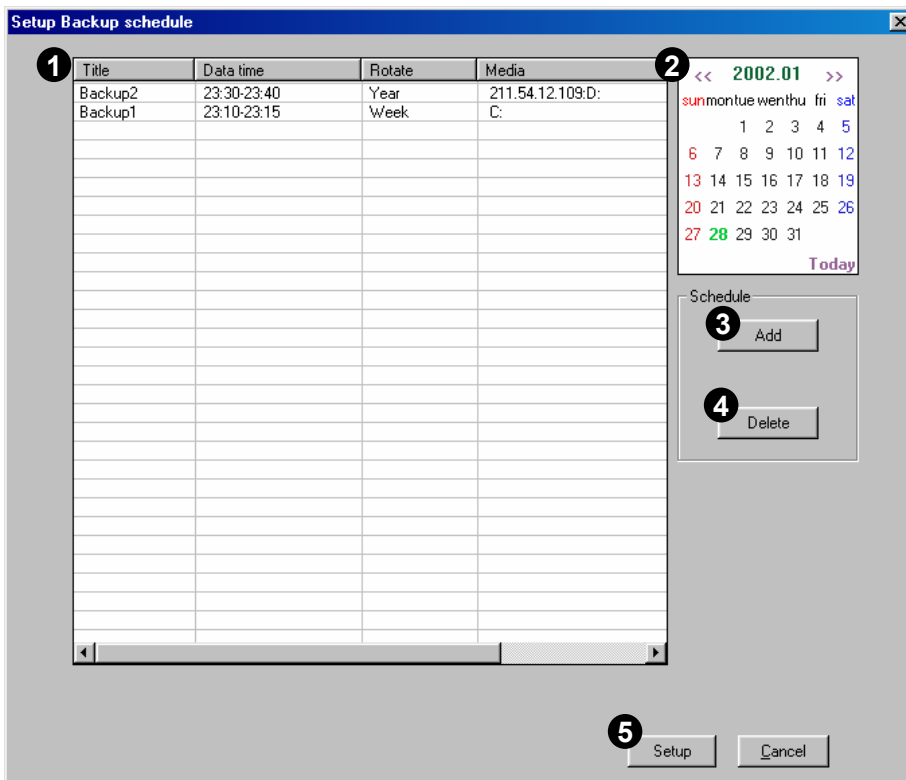 Setup Backup schedule
1
Title Data time Rotate Media
Backup2 23:30-23:40 Year 211.54.12.109:D:
Backup1 23:10-23:15 Week C:
2
<< 2002.01 >>
sun mon tue wen thu fri sat
1 2 3 4 5
6 7 8 9 10 11 12
13 14 15 16 17 18 19
20 21 22 23 24 25 26
27 28 29 30 31
Today
Schedule
3
Add
4
Delete
5
Setup Cancel